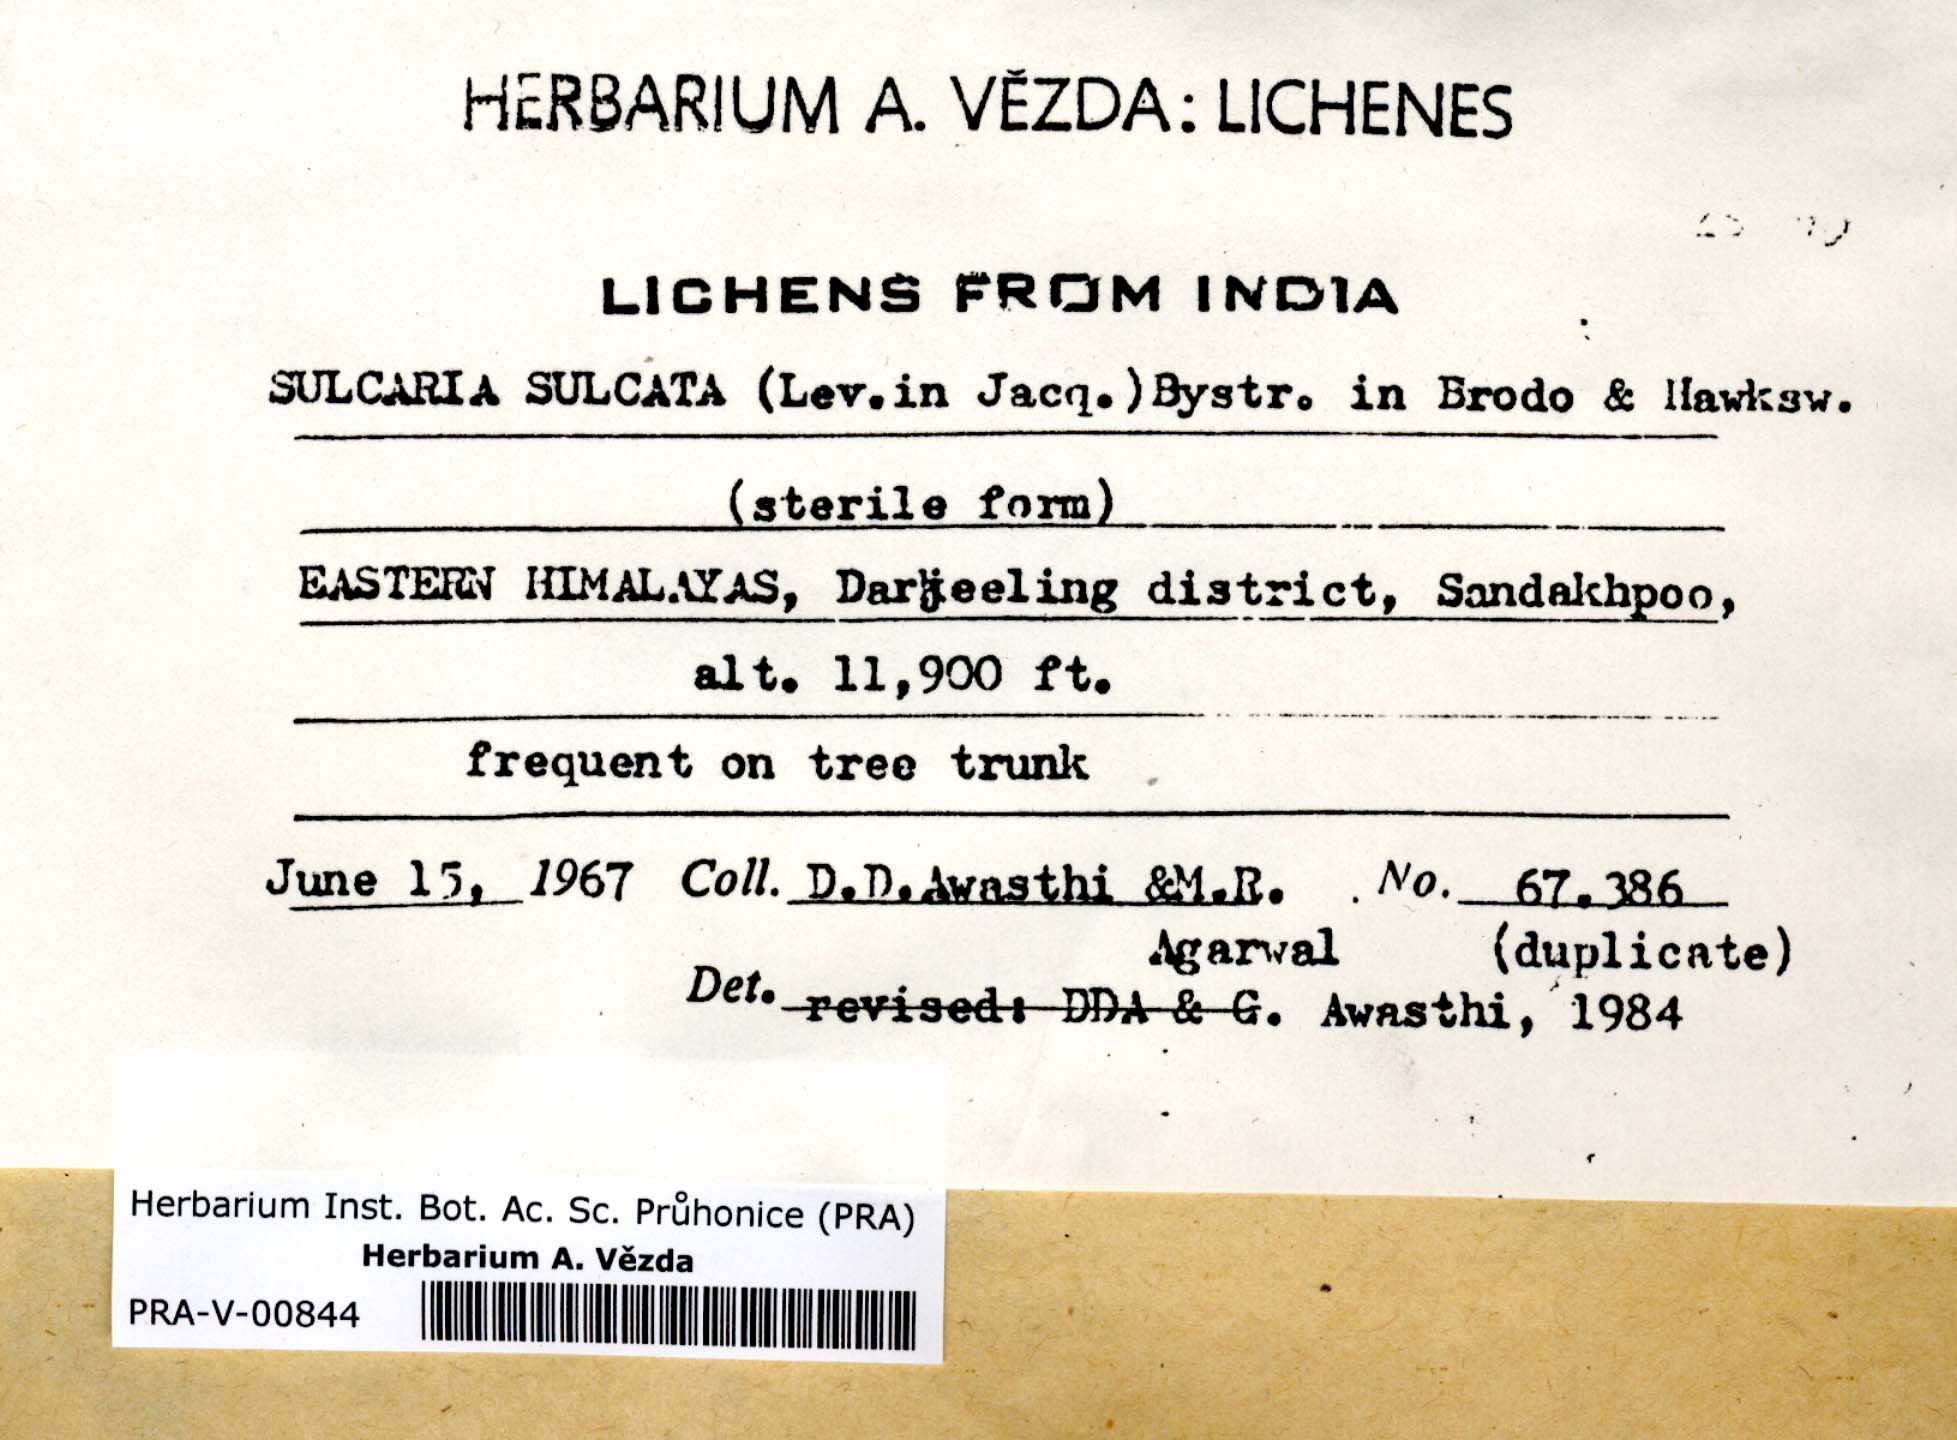 HERBARIUM A. VĚZDA: LICHENES
LICHENS FROM INDIA
SULCARIA SULCATA (Lev.in Jacq.)Bystr. in Brodo & Hawksw.
(sterile form)
EASTERN HIMALAYAS, Darjeeling district, Sandakhpoo,
alt. 11,900 ft.
frequent on tree trunk
June 15, 1967 Coll. D.D.Awasthi &M.R. No. 67.386
Agarwal (duplicate)
Det. revised: DDA & G. Awasthi, 1984
Herbarium Inst. Bot. Ac. Sc. Průhonice (PRA)
Herbarium A. Vězda
PRA-V-00844